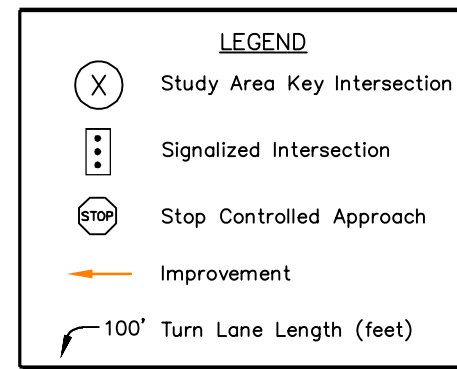 LEGEND
X Study Area Key Intersection
Signalized Intersection
STOP Stop Controlled Approach
Improvement
100' Turn Lane Length (feet)